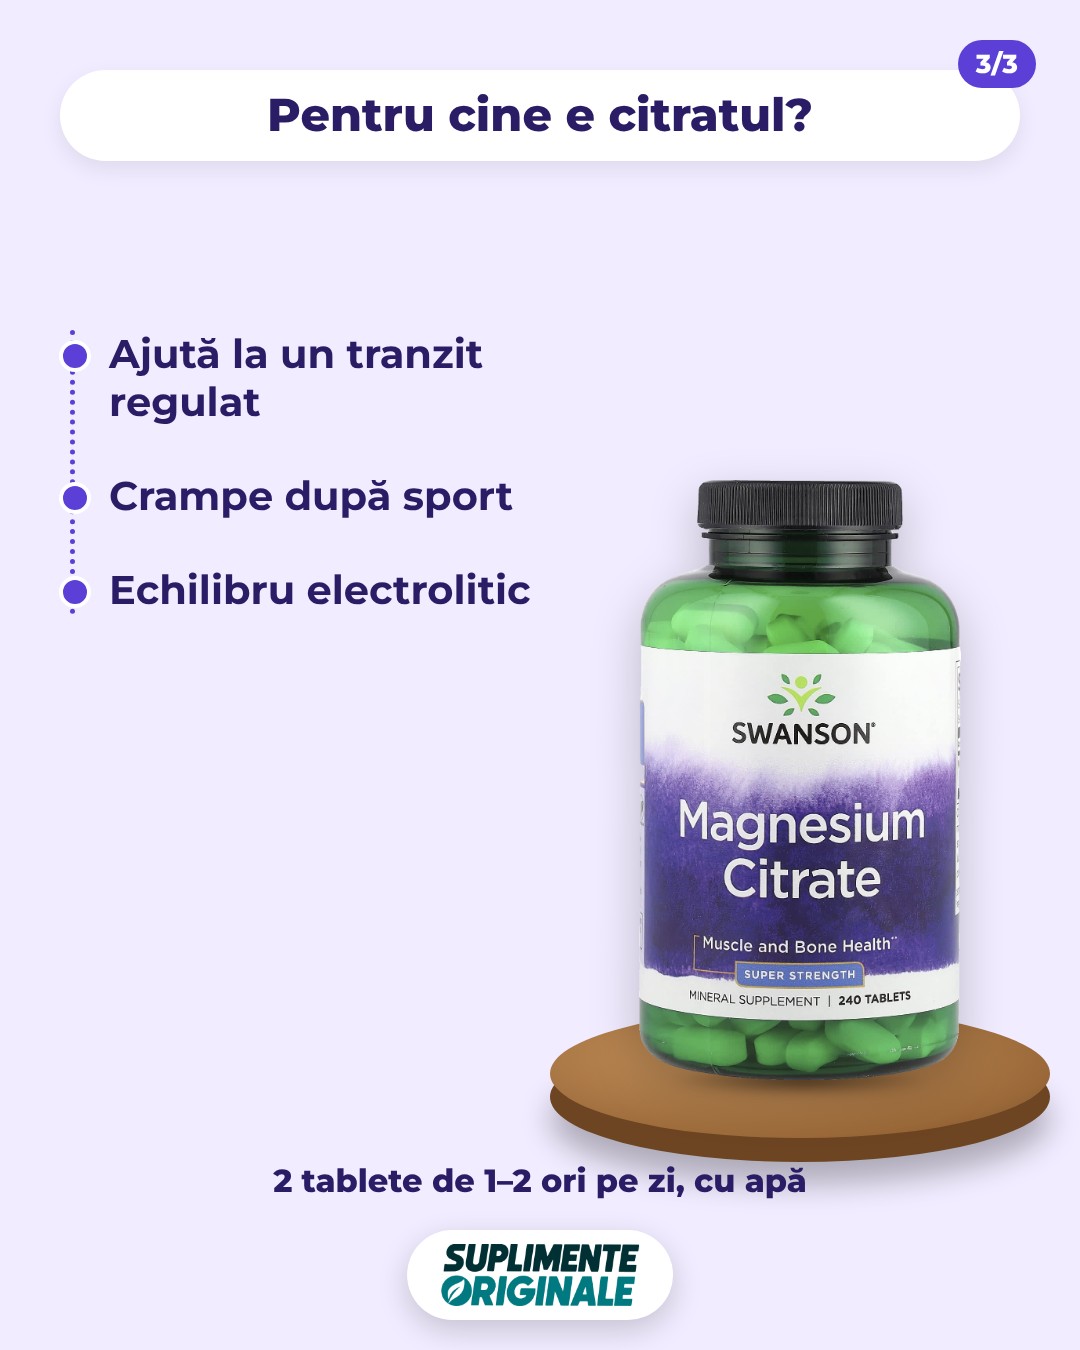 3/3
Pentru cine e citratul?
Ajută la un tranzit
regulat
Crampe după sport
Echilibru electrolitic
SWANSON®
Magnesium
Citrate
Muscle and Bone Health
SUPER STRENGTH
MINERAL SUPPLEMENT | 240 TABLETS
2 tablete de 1–2 ori pe zi, cu apă
SUPLIMENTE
ORIGINALE